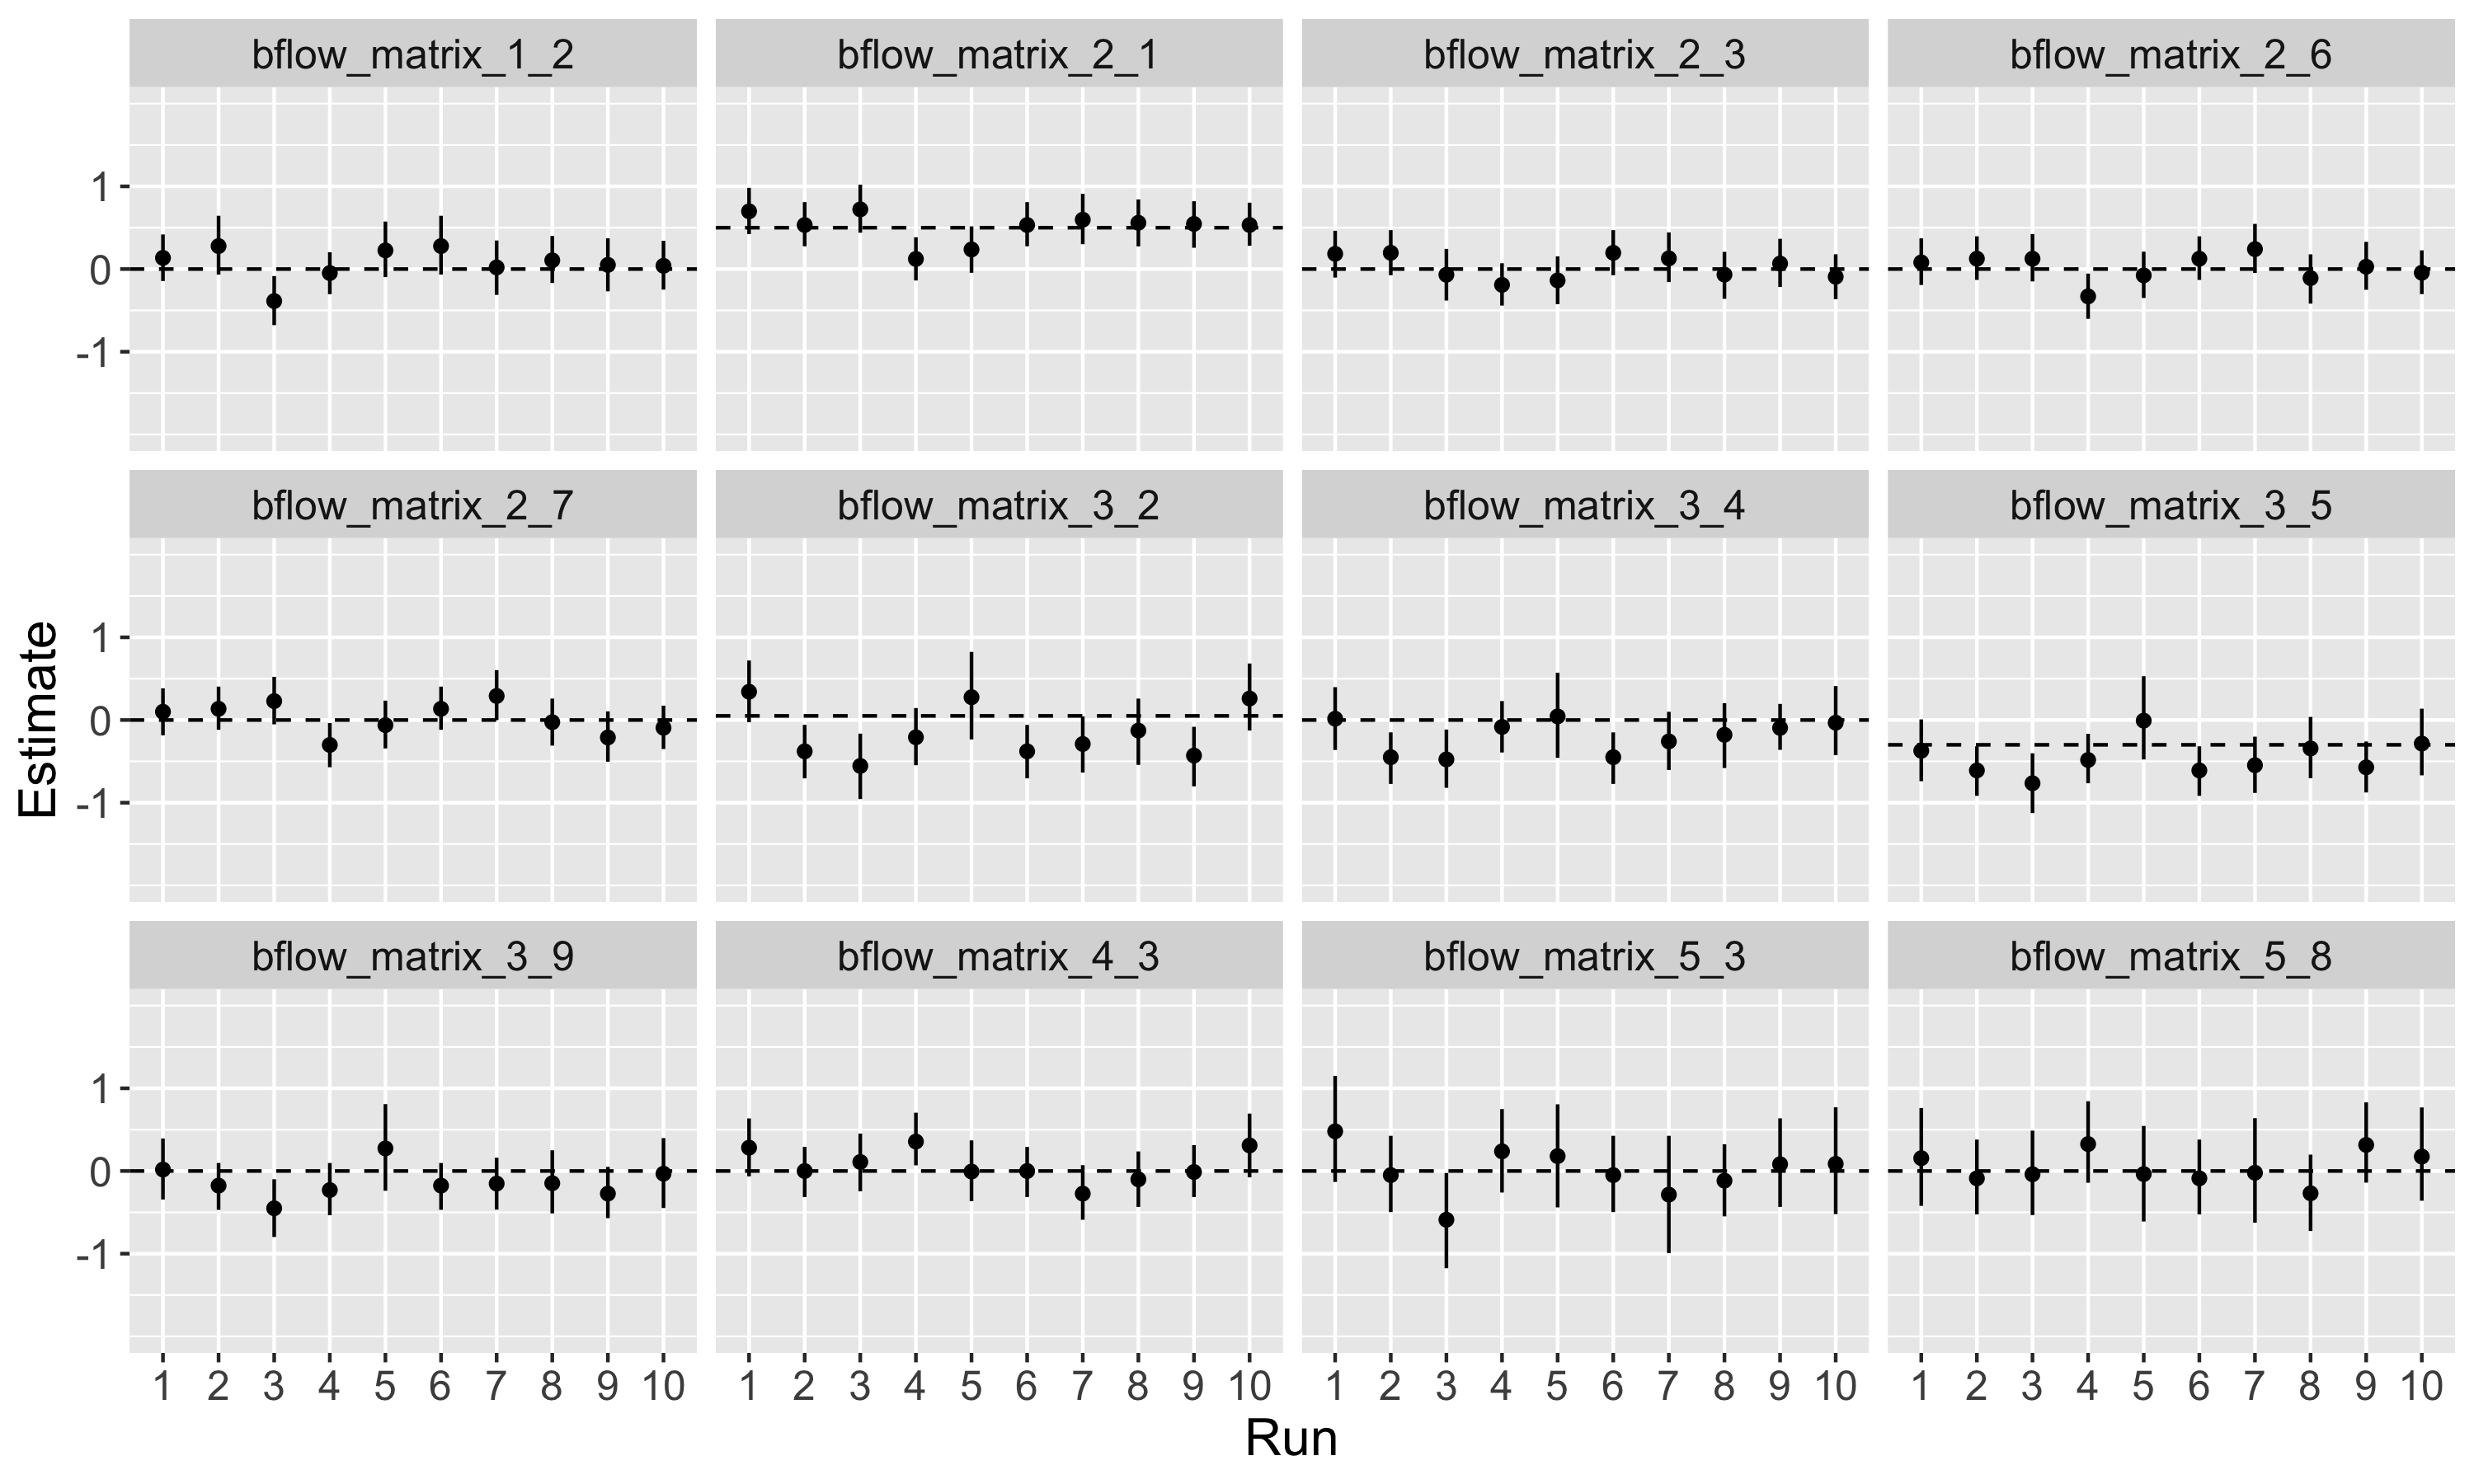 bflow_matrix_1_2 bflow_matrix_2_1 bflow_matrix_2_3 bflow_matrix_2_6
1
0
-1
bflow_matrix_2_7 bflow_matrix_3_2 bflow_matrix_3_4 bflow_matrix_3_5
1
0
-1
Estimate
bflow_matrix_3_9 bflow_matrix_4_3 bflow_matrix_5_3 bflow_matrix_5_8
1
0
-1
1 2 3 4 5 6 7 8 9 10 1 2 3 4 5 6 7 8 9 10 1 2 3 4 5 6 7 8 9 10 1 2 3 4 5 6 7 8 9 10
Run